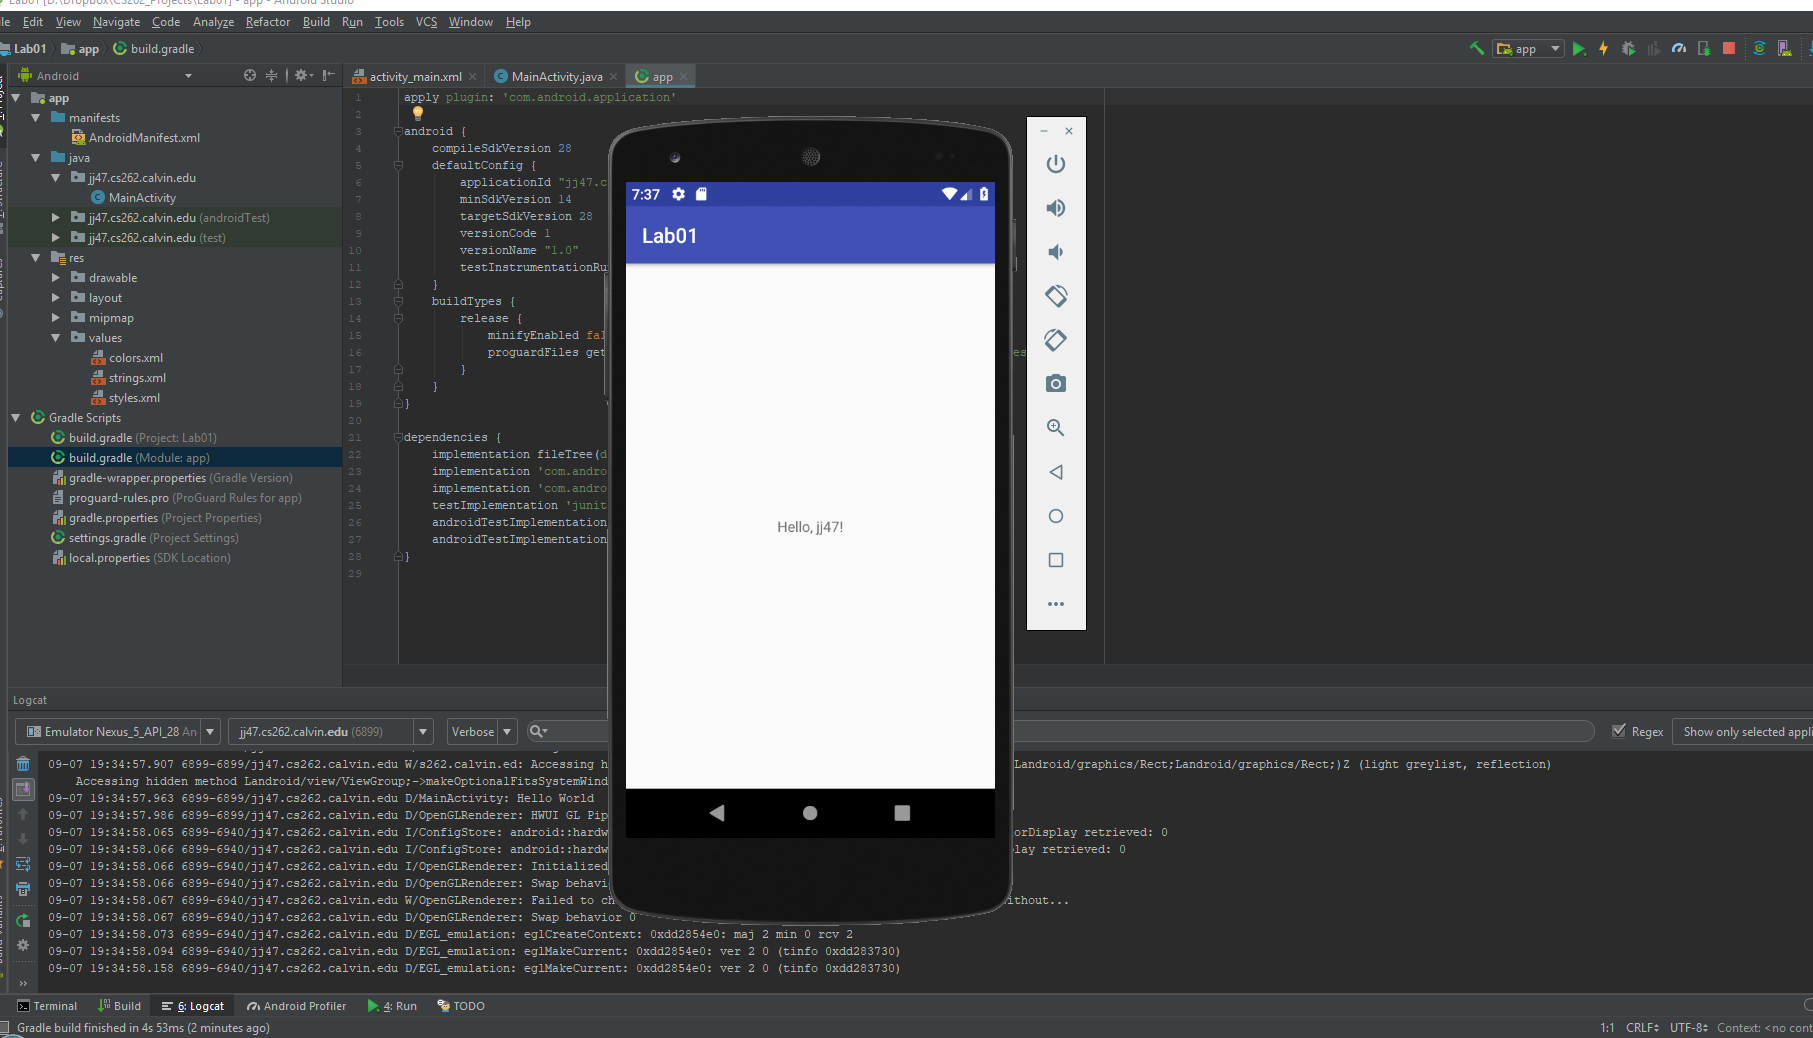 Lab01 [D:\Dropbox\CS262_Projects\Lab01] - app - Android Studio
Edit View Navigate Code Analyze Refactor Build Run Tools VCS Window Help
Lab01 app build.gradle
app
Android
activity_main.xml MainActivity.java app
app
manifests
AndroidManifest.xml
java
jj47.cs262.calvin.edu
MainActivity
jj47.cs262.calvin.edu (androidTest)
jj47.cs262.calvin.edu (test)
res
drawable
layout
mipmap
values
colors.xml
strings.xml
styles.xml
Gradle Scripts
build.gradle (Project: Lab01)
build.gradle (Module: app)
gradle-wrapper.properties (Gradle Version)
proguard-rules.pro (ProGuard Rules for app)
gradle.properties (Project Properties)
settings.gradle (Project Settings)
local.properties (SDK Location)
1 apply plugin: 'com.android.application'
2
3 android {
4 compileSdkVersion 28
5 defaultConfig {
6 applicationId "jj47.c
7 minSdkVersion 14
8 targetSdkVersion 28
9 versionCode 1
10 versionName "1.0"
11 testInstrumentationRu
12 }
13 buildTypes {
14 release {
15 minifyEnabled fal
16 proguardFiles get
17 }
18 }
19 }
20
21 dependencies {
22 implementation fileTree(d
23 implementation 'com.andro
24 implementation 'com.andro
25 testImplementation 'junit
26 androidTestImplementation
27 androidTestImplementation
28 }
29
7:37
Lab01
Hello, jj47!
Logcat
Emulator Nexus_5_API_28 An jj47.cs262.calvin.edu (6899) Verbose Regex Show only selected appli
09-07 19:34:57.907 6899-6899/jj47.cs262.calvin.edu W/s262.calvin.ed: Accessing h Landroid/graphics/Rect;Landroid/graphics/Rect;)Z (light greylist, reflection)
Accessing hidden method Landroid/view/ViewGroup;->makeOptionalFitsSystemWind
09-07 19:34:57.963 6899-6899/jj47.cs262.calvin.edu D/MainActivity: Hello World
09-07 19:34:57.986 6899-6899/jj47.cs262.calvin.edu D/OpenGLRenderer: HWUI GL Pip
09-07 19:34:58.065 6899-6940/jj47.cs262.calvin.edu I/ConfigStore: android::hardw orDisplay retrieved: 0
09-07 19:34:58.066 6899-6940/jj47.cs262.calvin.edu I/ConfigStore: android::hardw lay retrieved: 0
09-07 19:34:58.066 6899-6940/jj47.cs262.calvin.edu I/OpenGLRenderer: Initialized
09-07 19:34:58.066 6899-6940/jj47.cs262.calvin.edu D/OpenGLRenderer: Swap behavi
09-07 19:34:58.067 6899-6940/jj47.cs262.calvin.edu W/OpenGLRenderer: Failed to ch ithout...
09-07 19:34:58.067 6899-6940/jj47.cs262.calvin.edu D/OpenGLRenderer: Swap behavior 0
09-07 19:34:58.073 6899-6940/jj47.cs262.calvin.edu D/EGL_emulation: eglCreateContext: 0xdd2854e0: maj 2 min 0 rcv 2
09-07 19:34:58.094 6899-6940/jj47.cs262.calvin.edu D/EGL_emulation: eglMakeCurrent: 0xdd2854e0: ver 2 0 (tinfo 0xdd283730)
09-07 19:34:58.158 6899-6940/jj47.cs262.calvin.edu D/EGL_emulation: eglMakeCurrent: 0xdd2854e0: ver 2 0 (tinfo 0xdd283730)
Terminal Build 6: Logcat Android Profiler 4: Run TODO
Gradle build finished in 4s 53ms (2 minutes ago) 1:1 CRLF UTF-8 Context: <no cont